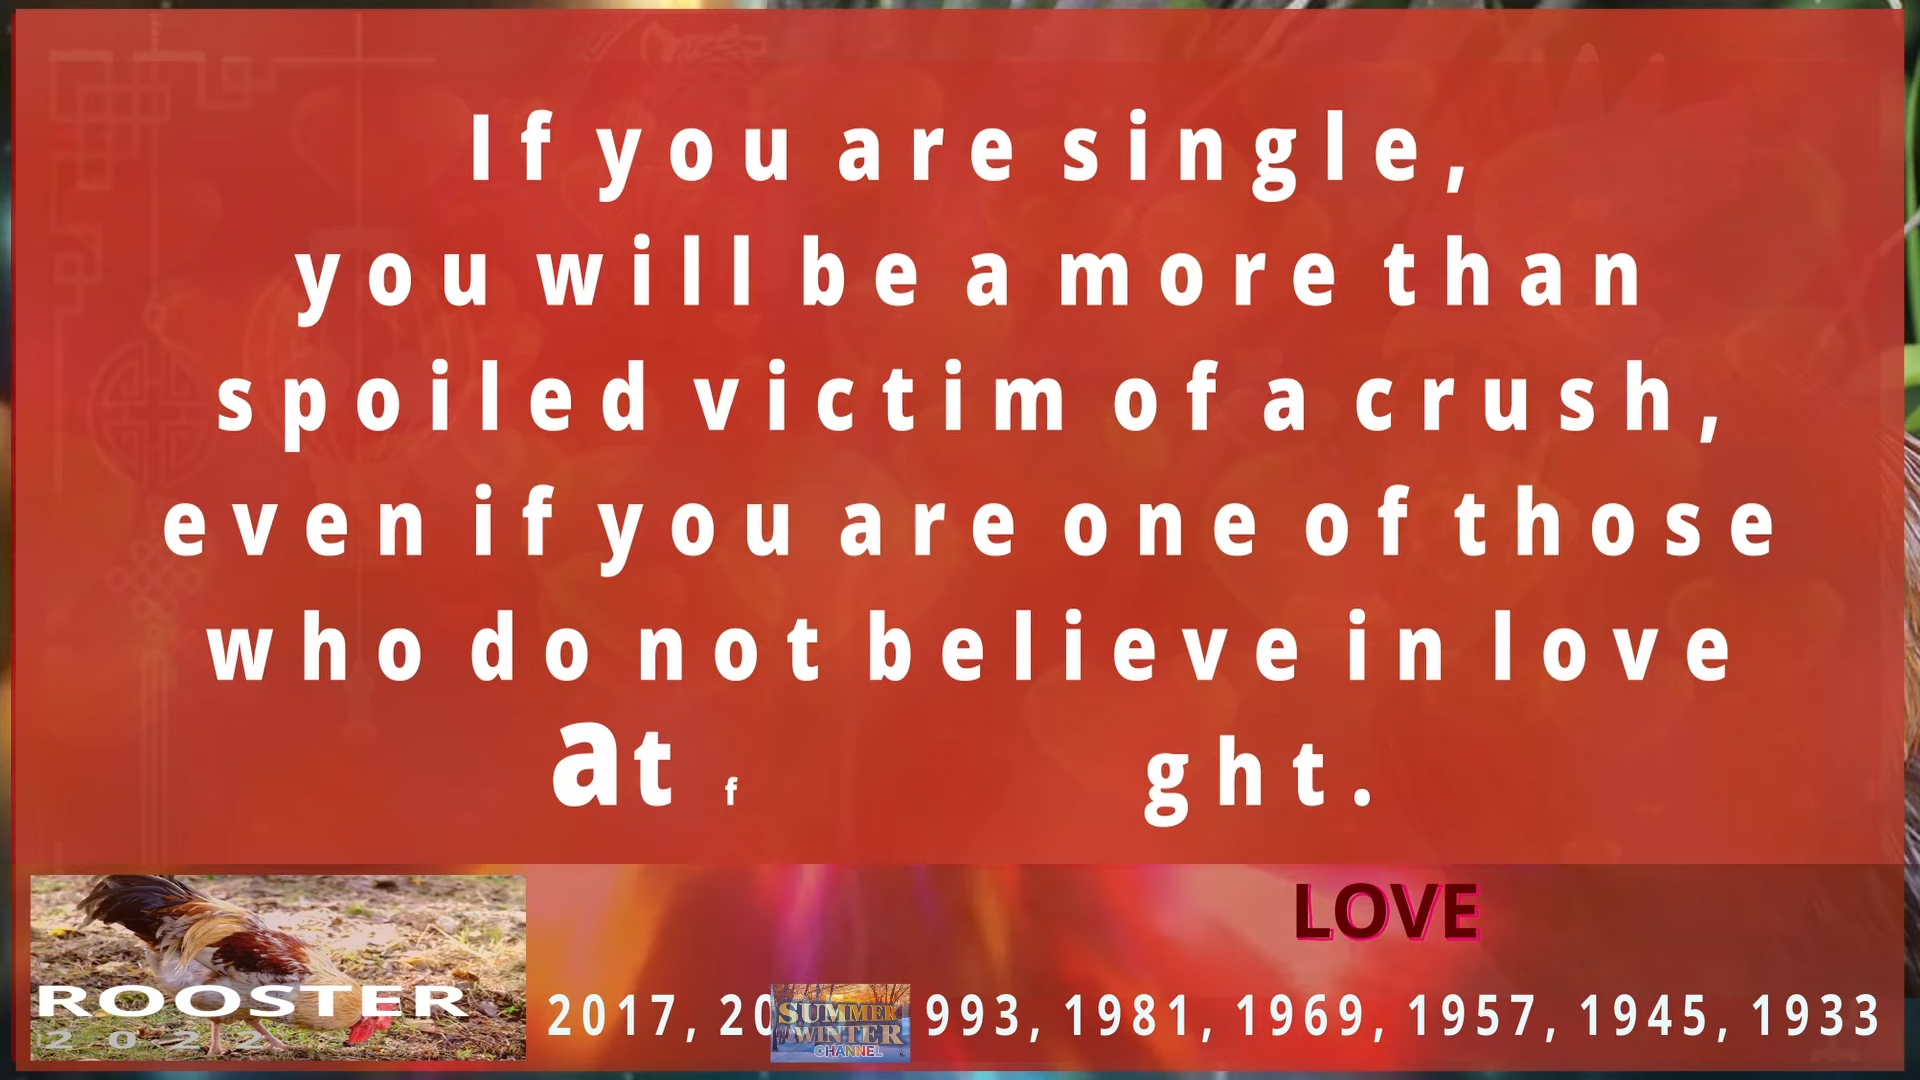 If you are single,
you will be a more than
spoiled victim of a crush,
even if you are one of those
who do not believe in love
at f ght.
LOVE
ROOSTER
2022
2017, 20 993, 1981, 1969, 1957, 1945, 1933
SUMMER
WINTER
CHANNEL